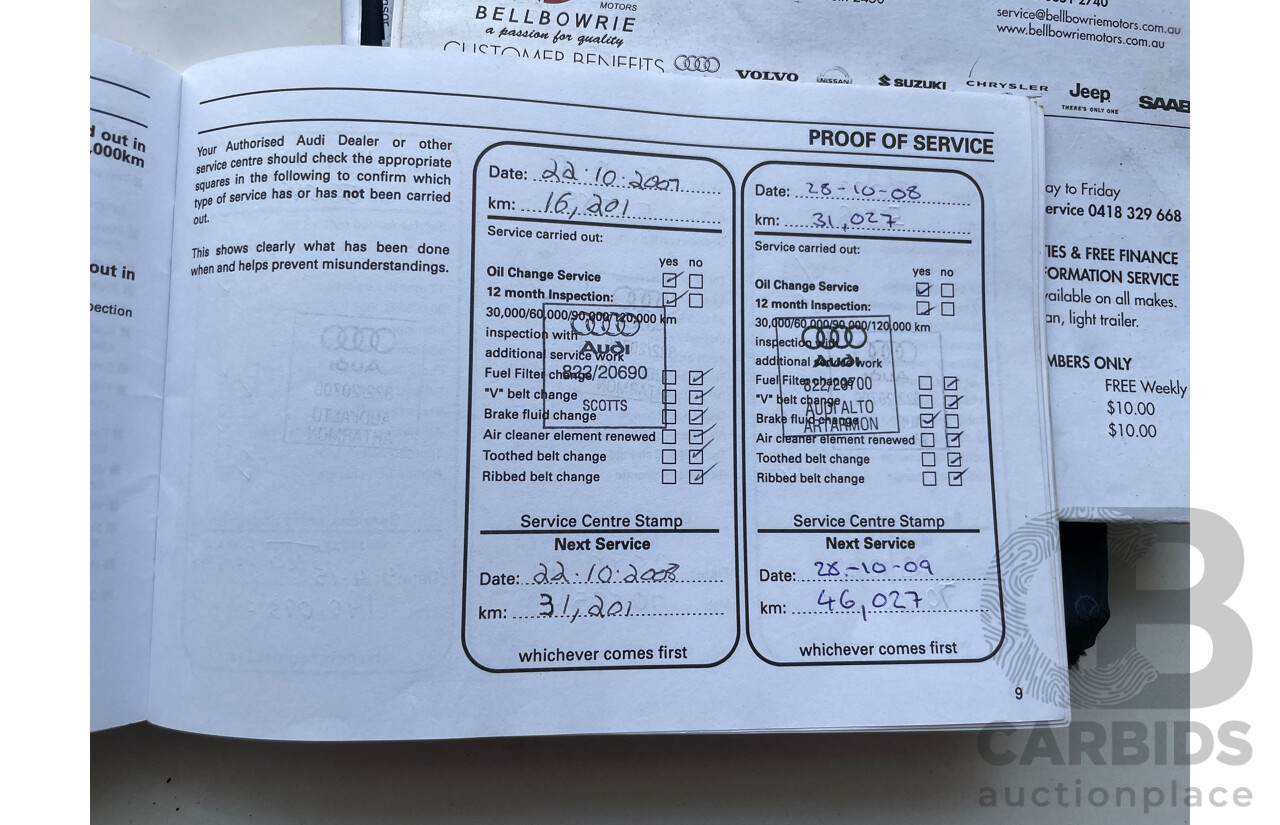 MOTORS
BELLBOWRIE
a passion for quality
CUSTOMER BENEFITS
service@bellbowriemotors.com.au
www.bellbowriemotors.com.au
VOLVO
NISSAN
SUZUKI
CHRYSLER
Jeep
THERE'S ONLY ONE
SAAB
out in
.000km
out in
PROOF OF SERVICE
Your Authorised Audi Dealer or other
service centre should check the appropriate
squares in the following to confirm which
type of service has or has not been carried
out.
This shows clearly what has been done
when and helps prevent misunderstandings.
Date: 22.10.2007
km: 16,201
Service carried out:
yes no
Oil Change Service
12 month Inspection:
30,000/60,000/90,000/120,000 km
inspection with
additional service work
Fuel Filter change
"V" belt change
Brake fluid change
Air cleaner element renewed
Toothed belt change
Ribbed belt change
Audi
822/20690
SCOTTS
Service Centre Stamp
Next Service
Date: 22.10.2008
km: 31,201
whichever comes first
Date: 28-10-08
km: 31,027
Service carried out:
yes no
Oil Change Service
12 month Inspection:
30,000/60,000/90,000/120,000 km
inspection with
additional service work
Fuel Filter change
"V" belt change
Brake fluid change
Air cleaner element renewed
Toothed belt change
Ribbed belt change
Audi
822/20700
AUDI ALTO
ARTARMON
Service Centre Stamp
Next Service
Date: 28-10-09
km: 46,027
whichever comes first
9
ay to Friday
ervice 0418 329 668
TIES & FREE FINANCE
FORMATION SERVICE
vailable on all makes.
an, light trailer.
MBERS ONLY
FREE Weekly
$10.00
$10.00
CB
CARBIDS
auctionplace